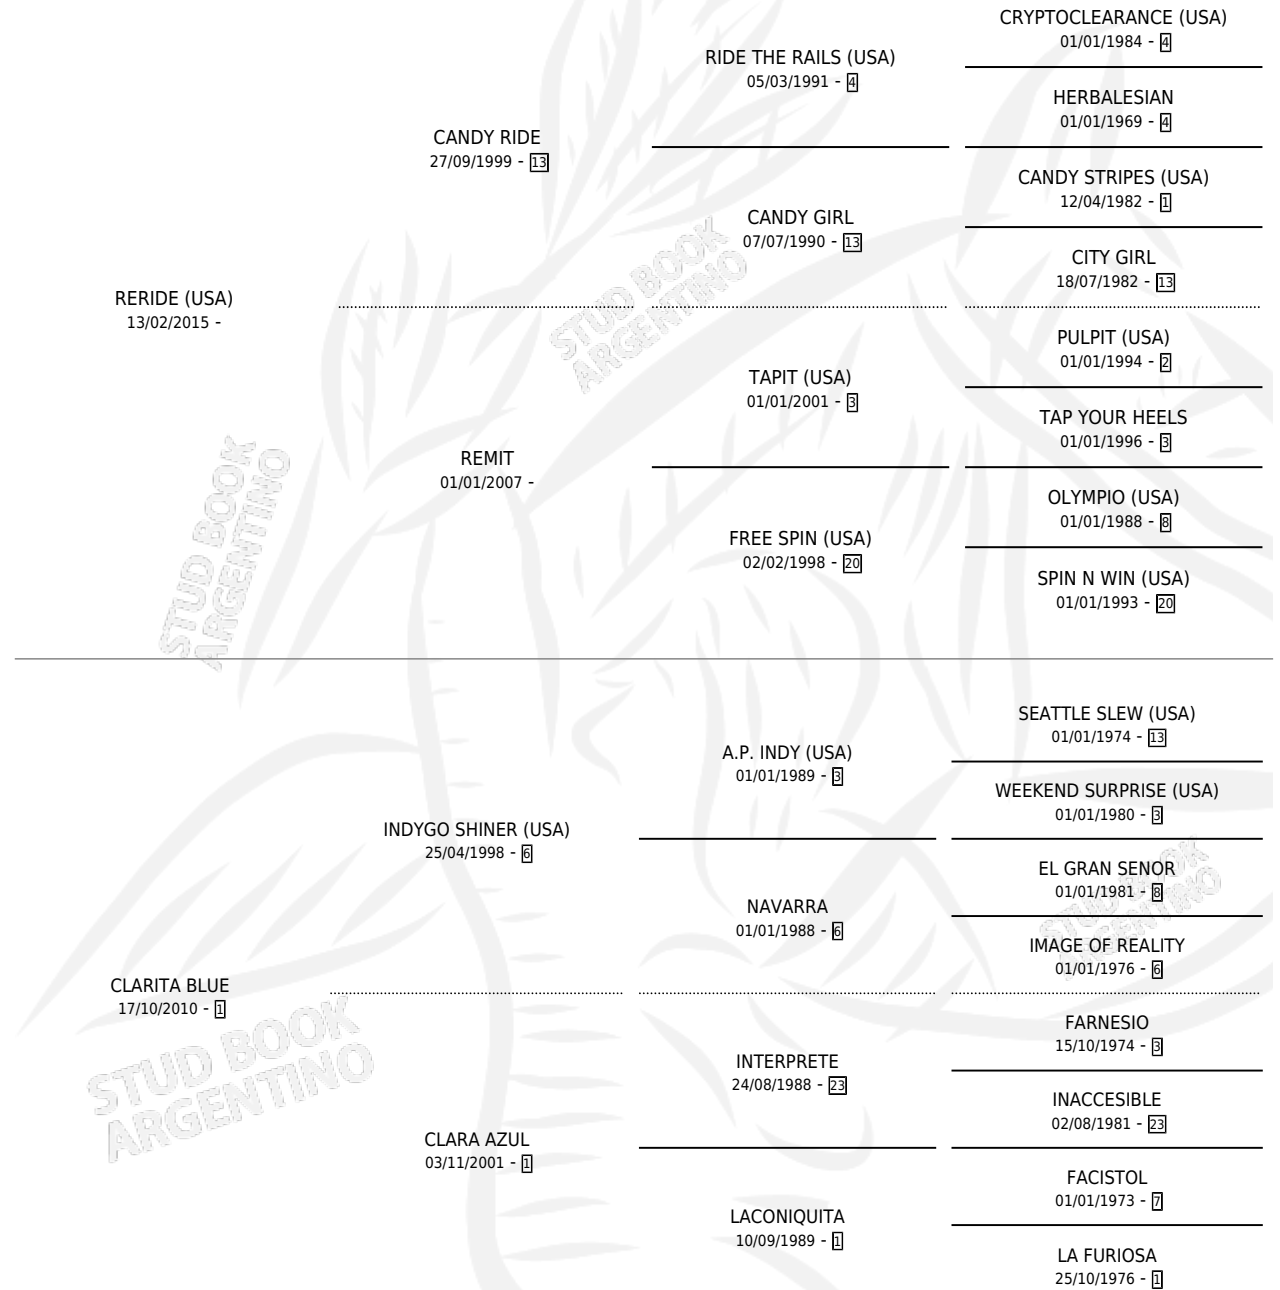 CRYPTOCLEARANCE (USA)
01/01/1984 - 4
RIDE THE RAILS (USA)
05/03/1991 - 4
HERBALESIAN
01/01/1969 - 4
CANDY RIDE
27/09/1999 - 13
CANDY STRIPES (USA)
12/04/1982 - 1
CANDY GIRL
07/07/1990 - 13
CITY GIRL
18/07/1982 - 13
RERIDE (USA)
13/02/2015 -
STUD BOOK
ARGENTINO
PULPIT (USA)
01/01/1994 - 2
TAPIT (USA)
01/01/2001 - 3
TAP YOUR HEELS
01/01/1996 - 3
REMIT
01/01/2007 -
OLYMPIO (USA)
01/01/1988 - 8
FREE SPIN (USA)
02/02/1998 - 20
SPIN N WIN (USA)
01/01/1993 - 20
STUD BOOK
ARGENTINO
SEATTLE SLEW (USA)
01/01/1974 - 13
A.P. INDY (USA)
01/01/1989 - 3
WEEKEND SURPRISE (USA)
01/01/1980 - 3
INDYGO SHINER (USA)
25/04/1998 - 6
EL GRAN SENOR
01/01/1981 - 8
NAVARRA
01/01/1988 - 6
STUD BOOK
ARGENTINO
IMAGE OF REALITY
01/01/1976 - 6
CLARITA BLUE
17/10/2010 - 1
FARNESIO
15/10/1974 - 3
INTERPRETE
24/08/1988 - 23
INACCESIBLE
02/08/1981 - 23
STUD BOOK
ARGENTINO
CLARA AZUL
03/11/2001 - 1
FACISTOL
01/01/1973 - 7
LACONIQUITA
10/09/1989 - 1
LA FURIOSA
25/10/1976 - 1